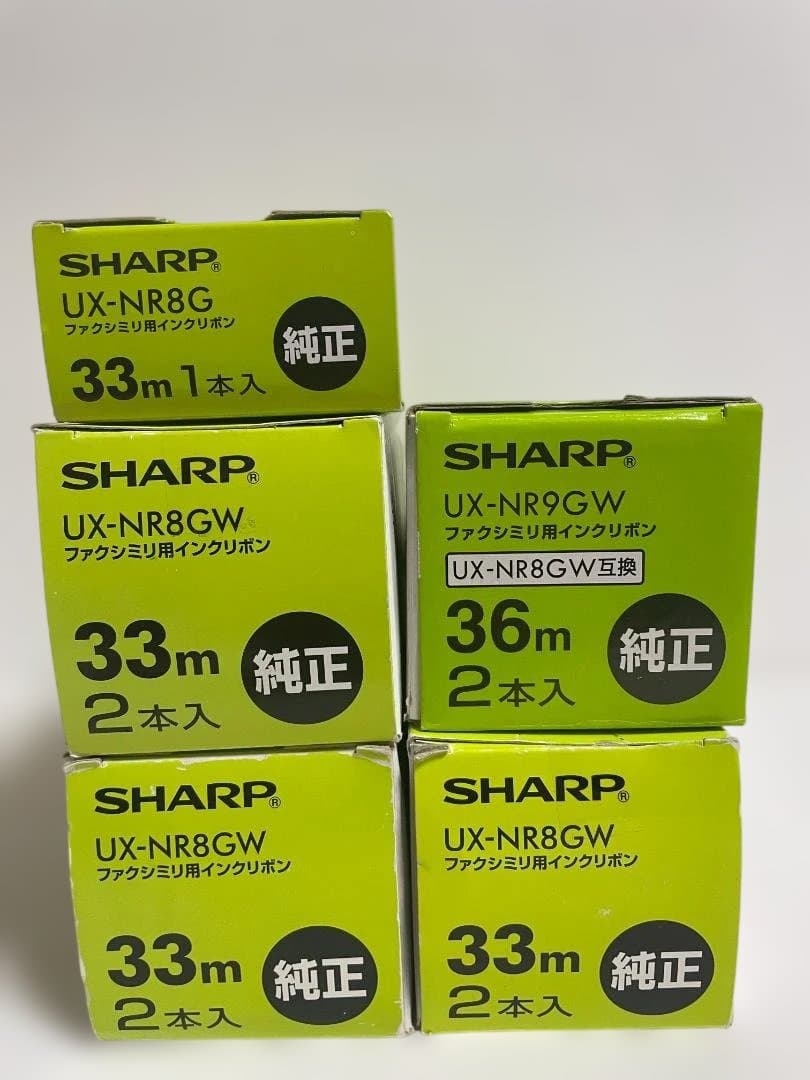 SHARP®
UX-NR8G
ファクシミリ用インクリボン
33m 1本入
純正
SHARP®
UX-NR8GW
ファクシミリ用インクリボン
33m
2本入
純正
SHARP®
UX-NR9GW
ファクシミリ用インクリボン
UX-NR8GW互換
36m
2本入
純正
SHARP®
UX-NR8GW
ファクシミリ用インクリボン
33m
2本入
純正
SHARP®
UX-NR8GW
ファクシミリ用インクリボン
33m
2本入
純正